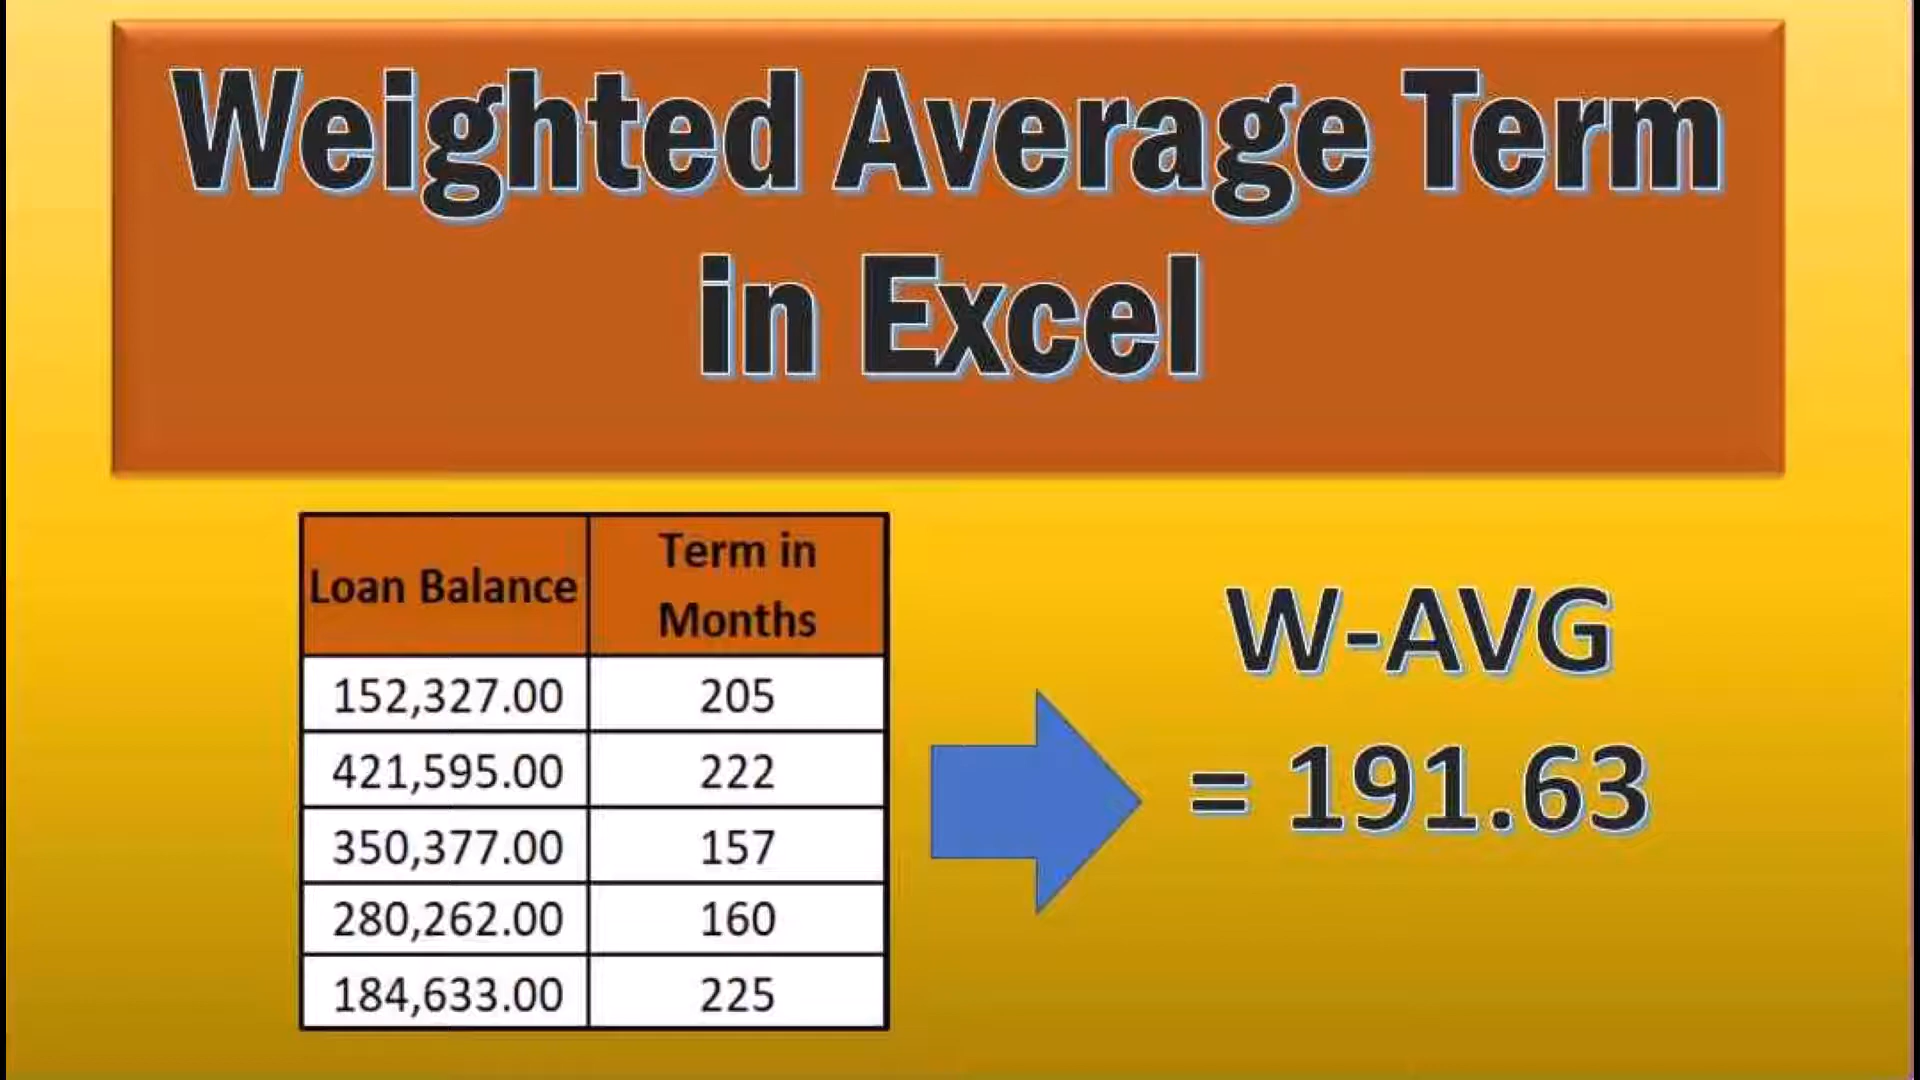 Weighted Average Term
in Excel
Loan Balance Term in Months
152,327.00 205
421,595.00 222
350,377.00 157
280,262.00 160
184,633.00 225
W-AVG
= 191.63